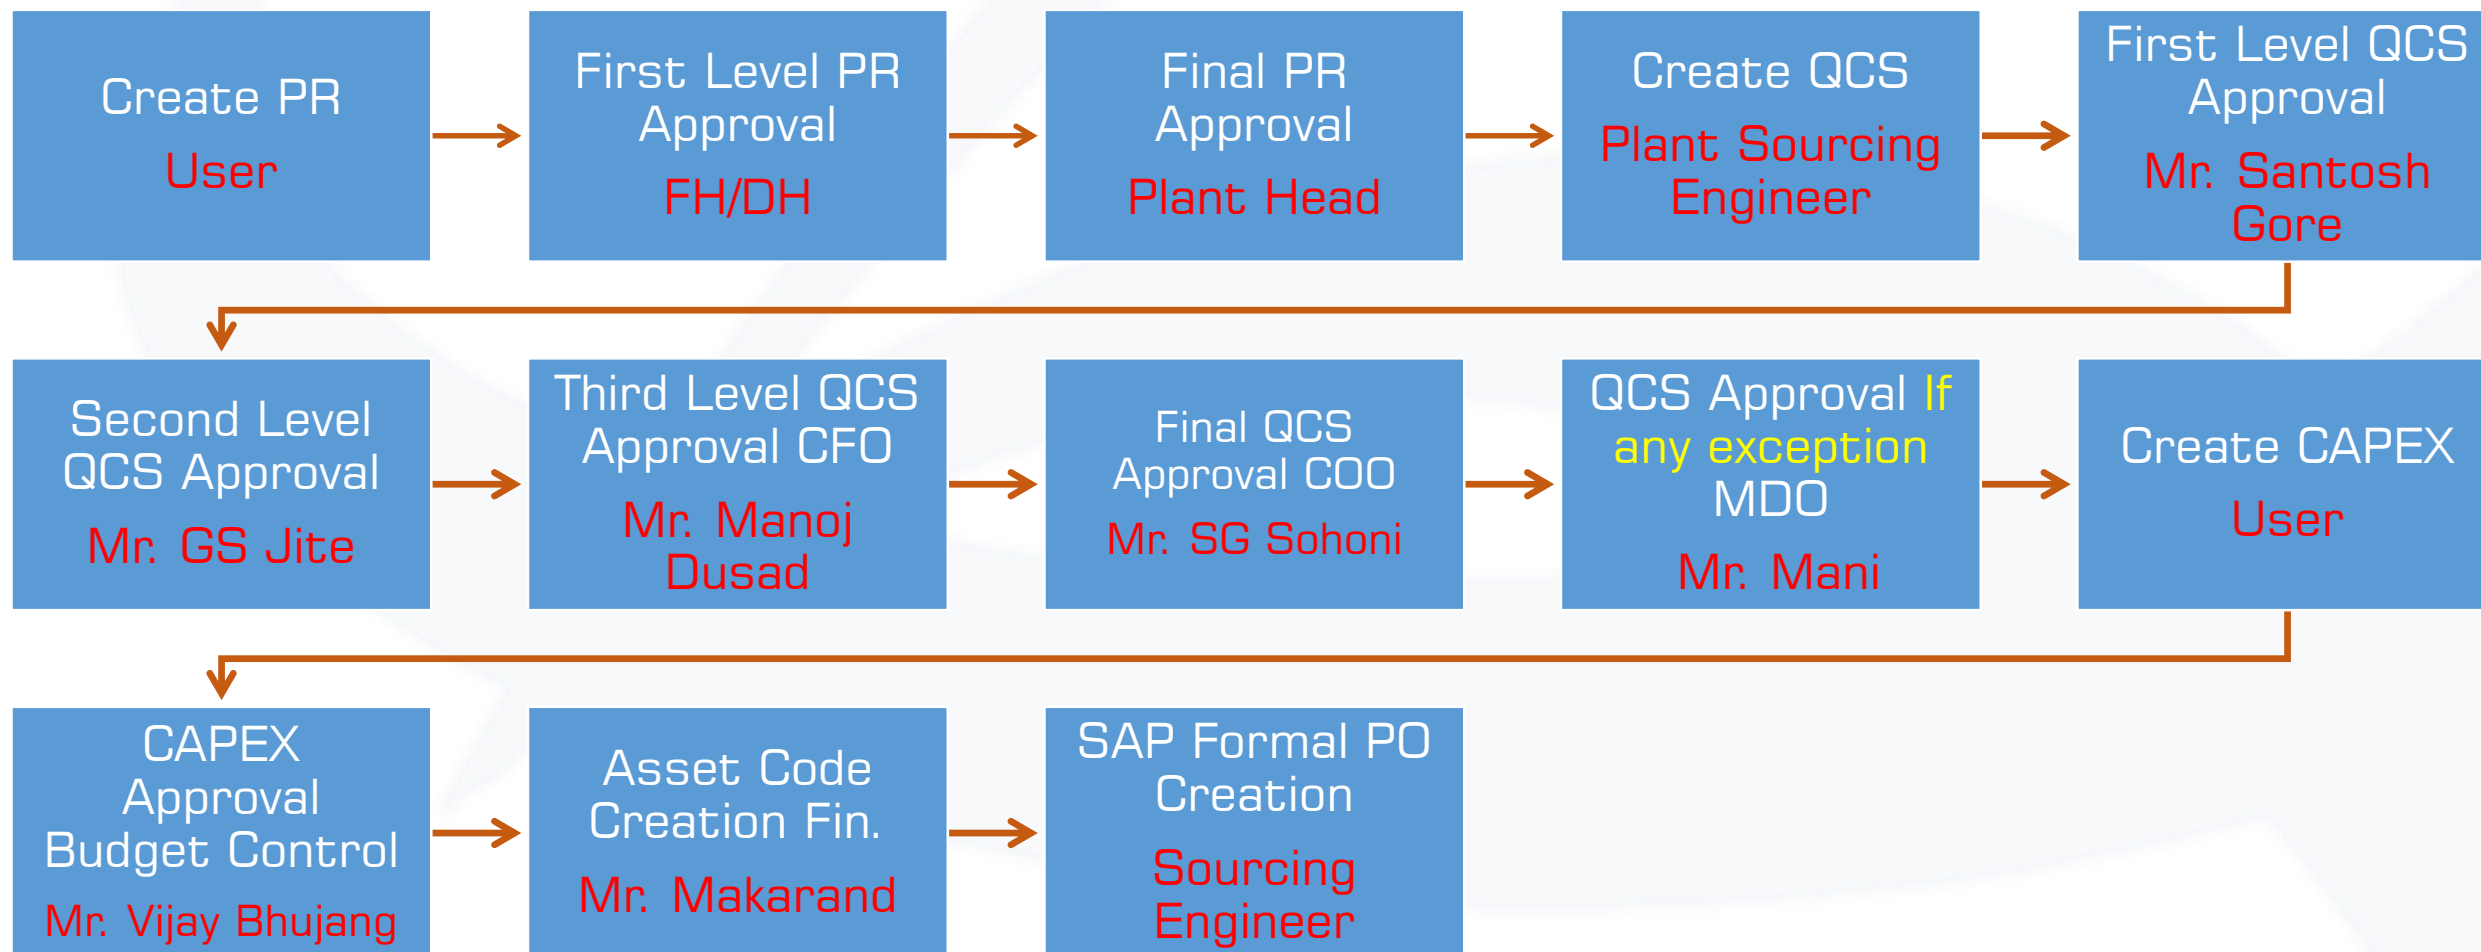 Create PR
User
First Level PR
Approval
FH/DH
Final PR
Approval
Plant Head
Create QCS
Plant Sourcing
Engineer
First Level QCS
Approval
Mr. Santosh
Gore
Second Level
QCS Approval
Mr. GS Jite
Third Level QCS
Approval CFO
Mr. Manoj
Dusad
Final QCS
Approval COO
Mr. SG Sohoni
QCS Approval If
any exception
MDO
Mr. Mani
Create CAPEX
User
CAPEX
Approval
Budget Control
Mr. Vijay Bhujang
Asset Code
Creation Fin.
Mr. Makarand
SAP Formal PO
Creation
Sourcing
Engineer